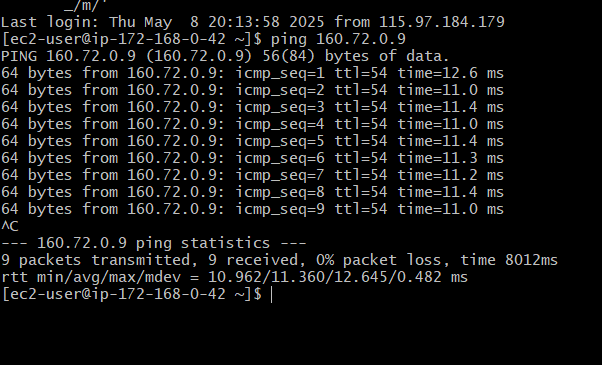 _/m/'
Last login: Thu May  8 20:13:58 2025 from 115.97.184.179
[ec2-user@ip-172-168-0-42 ~]$ ping 160.72.0.9
PING 160.72.0.9 (160.72.0.9) 56(84) bytes of data.
64 bytes from 160.72.0.9: icmp_seq=1 ttl=54 time=12.6 ms
64 bytes from 160.72.0.9: icmp_seq=2 ttl=54 time=11.0 ms
64 bytes from 160.72.0.9: icmp_seq=3 ttl=54 time=11.4 ms
64 bytes from 160.72.0.9: icmp_seq=4 ttl=54 time=11.0 ms
64 bytes from 160.72.0.9: icmp_seq=5 ttl=54 time=11.4 ms
64 bytes from 160.72.0.9: icmp_seq=6 ttl=54 time=11.3 ms
64 bytes from 160.72.0.9: icmp_seq=7 ttl=54 time=11.2 ms
64 bytes from 160.72.0.9: icmp_seq=8 ttl=54 time=11.4 ms
64 bytes from 160.72.0.9: icmp_seq=9 ttl=54 time=11.0 ms
^C
--- 160.72.0.9 ping statistics ---
9 packets transmitted, 9 received, 0% packet loss, time 8012ms
rtt min/avg/max/mdev = 10.962/11.360/12.645/0.482 ms
[ec2-user@ip-172-168-0-42 ~]$